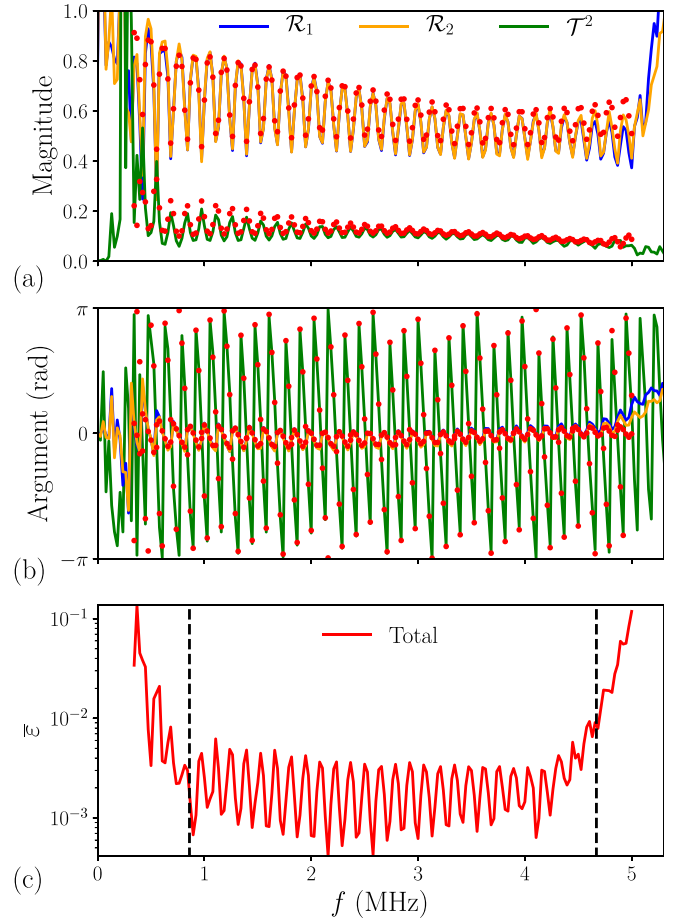 R₁ R₂ T²
1.0
0.8
0.6
0.4
0.2
0.0
Magnitude
(a)
π
0
−π
Argument (rad)
(b)
Total
10⁻¹
10⁻²
10⁻³
ε̅
(c)
0 1 2 3 4 5
f (MHz)